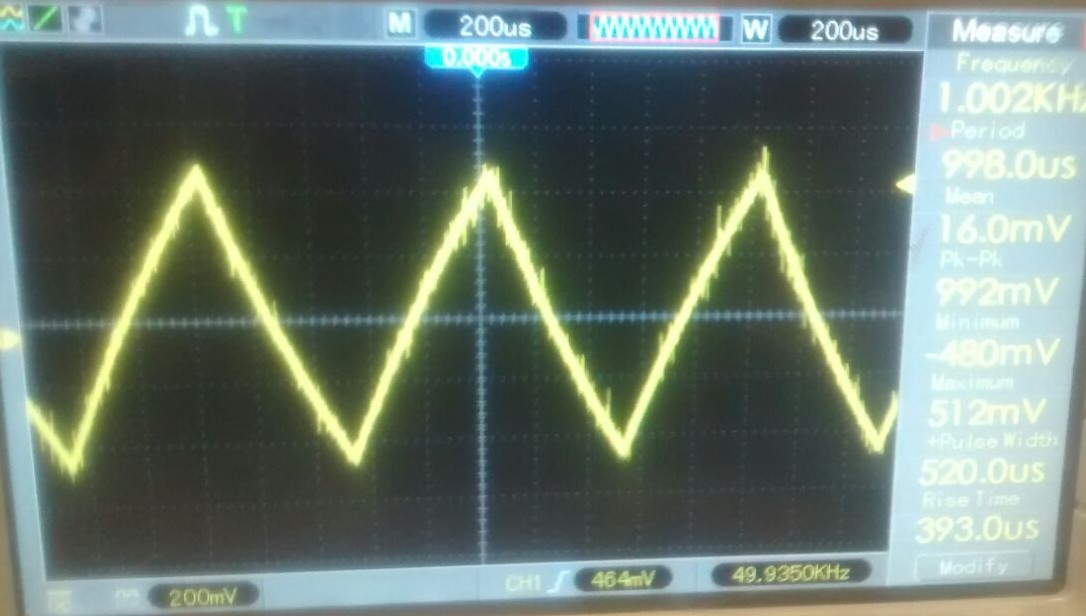 T M 200us W 200us Measure
0.000s
Frequency
1.002KHz
Period
998.0us
Mean
16.0mV
Pk-Pk
992mV
Minimum
-480mV
Maximum
512mV
+Pulse Width
520.0us
Rise Time
393.0us
Modify
DC 200mV CH1 464mV 49.9350KHz